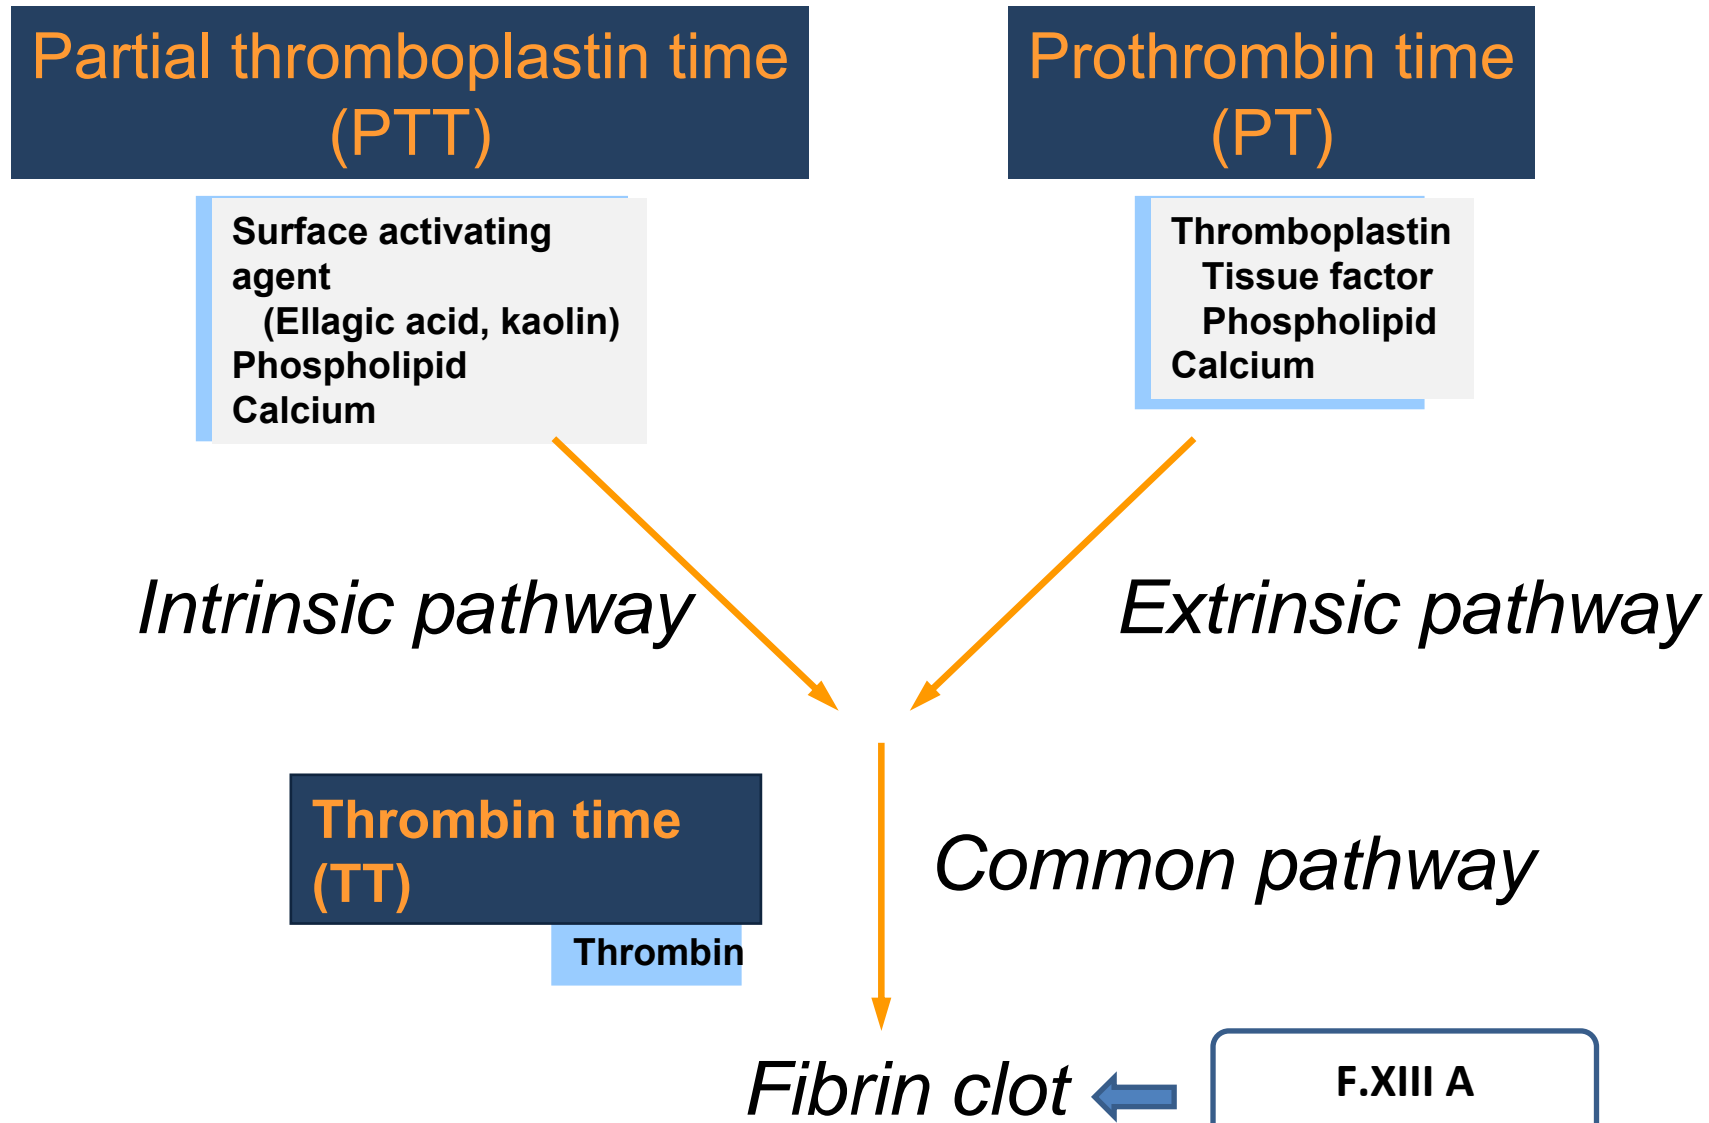 Partial thromboplastin time
(PTT)
Prothrombin time
(PT)
Surface activating
agent
(Ellagic acid, kaolin)
Phospholipid
Calcium
Thromboplastin
Tissue factor
Phospholipid
Calcium
Intrinsic pathway
Extrinsic pathway
Thrombin time
(TT)
Thrombin
Common pathway
Fibrin clot
F.XIII A